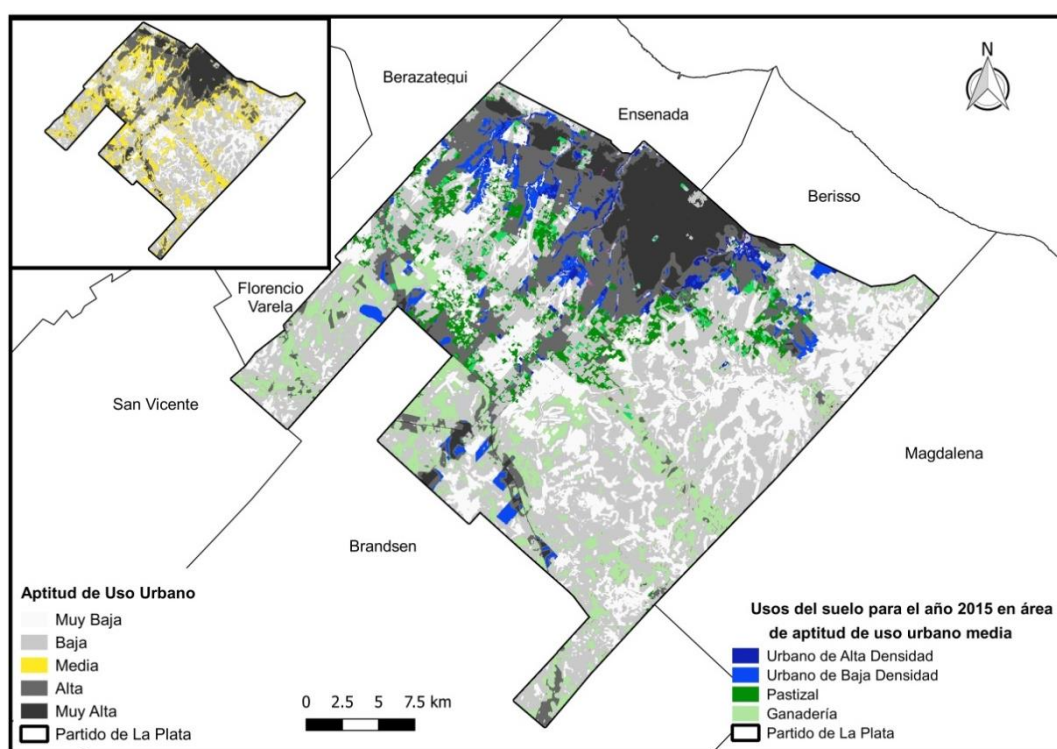 N
Berazategui
Ensenada
Berisso
Florencio
Varela
San Vicente
Magdalena
Brandsen
Aptitud de Uso Urbano
Muy Baja
Baja
Media
Alta
Muy Alta
Partido de La Plata
0 2.5 5 7.5 km
Usos del suelo para el año 2015 en área
de aptitud de uso urbano media
Urbano de Alta Densidad
Urbano de Baja Densidad
Pastizal
Ganadería
Partido de La Plata